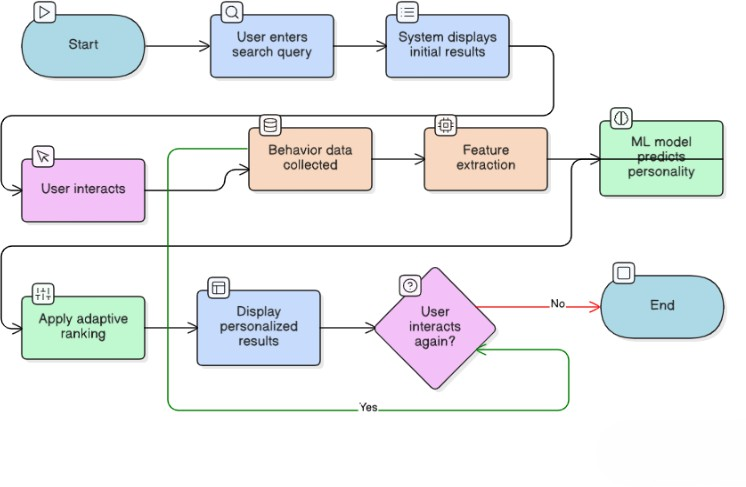 Start
User enters
search query
System displays
initial results
User interacts
Behavior data
collected
Feature
extraction
ML model
predicts
personality
Apply adaptive
ranking
Display
personalized
results
User
interacts
again?
No
End
Yes